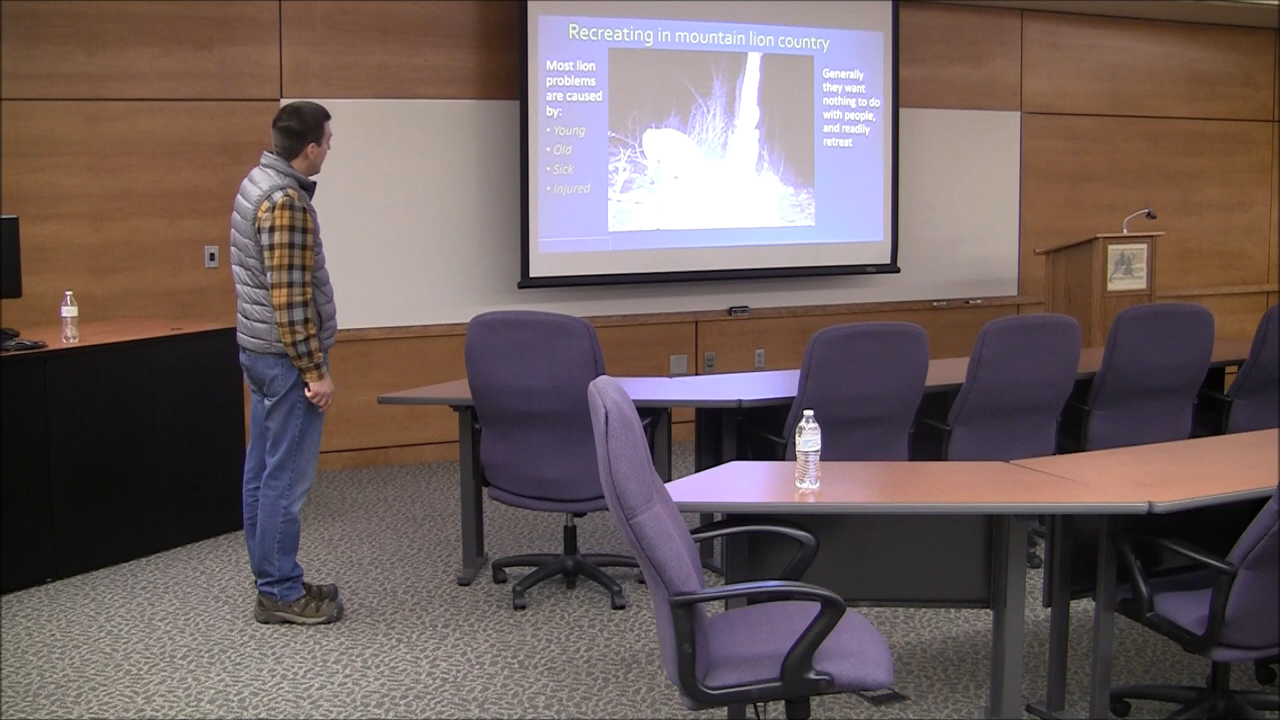 Recreating in mountain lion country
Most lion
problems
are caused
by:
• Young
• Old
• Sick
• Injured
Generally
they want
nothing to do
with people,
and readily
retreat